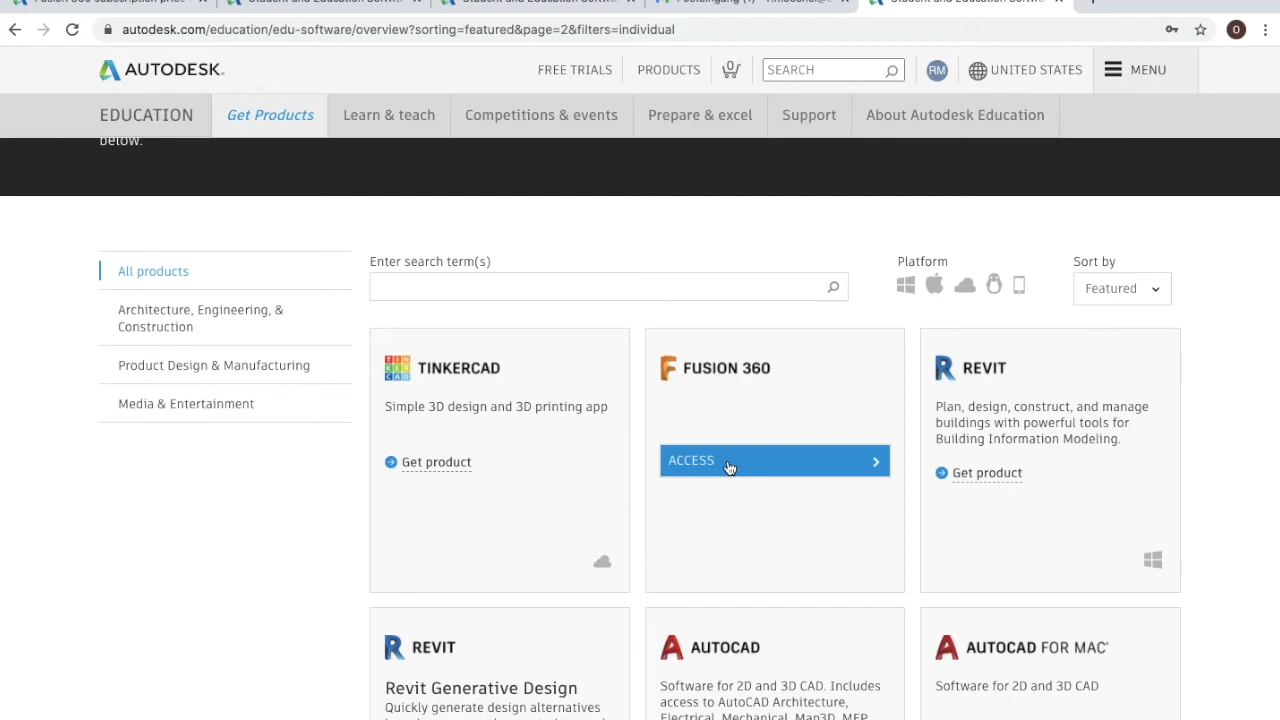 autodesk.com/education/edu-software/overview?sorting=featured&page=2&filters=individual
O
AUTODESK.
FREE TRIALS
PRODUCTS
0
SEARCH
RM
UNITED STATES
MENU
EDUCATION
Get Products
Learn & teach
Competitions & events
Prepare & excel
Support
About Autodesk Education
below.
All products
Architecture, Engineering, &
Construction
Product Design & Manufacturing
Media & Entertainment
Enter search term(s)
Platform
Sort by
Featured
TINKERCAD
Simple 3D design and 3D printing app
Get product
FUSION 360
ACCESS
REVIT
Plan, design, construct, and manage
buildings with powerful tools for
Building Information Modeling.
Get product
REVIT
Revit Generative Design
Quickly generate design alternatives
AUTOCAD
Software for 2D and 3D CAD. Includes
access to AutoCAD Architecture,
Electrical, Mechanical, Map3D, MEP,
AUTOCAD FOR MAC
Software for 2D and 3D CAD